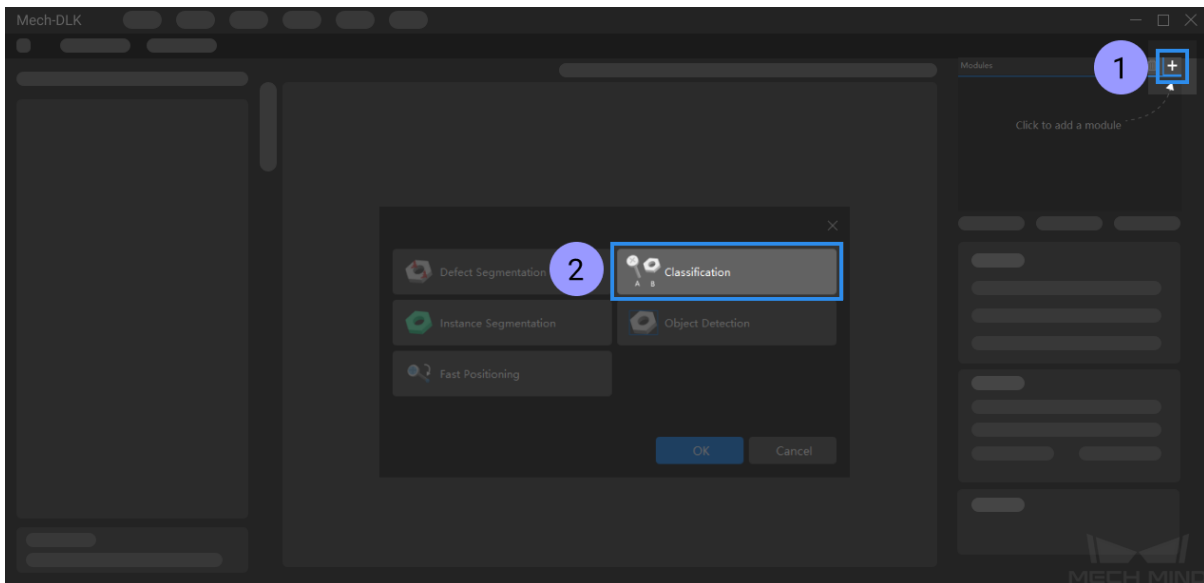 Mech-DLK
Modules
1
+
Click to add a module
Defect Segmentation
2
A B
Classification
Instance Segmentation
Object Detection
Fast Positioning
OK
Cancel
MECH MIND